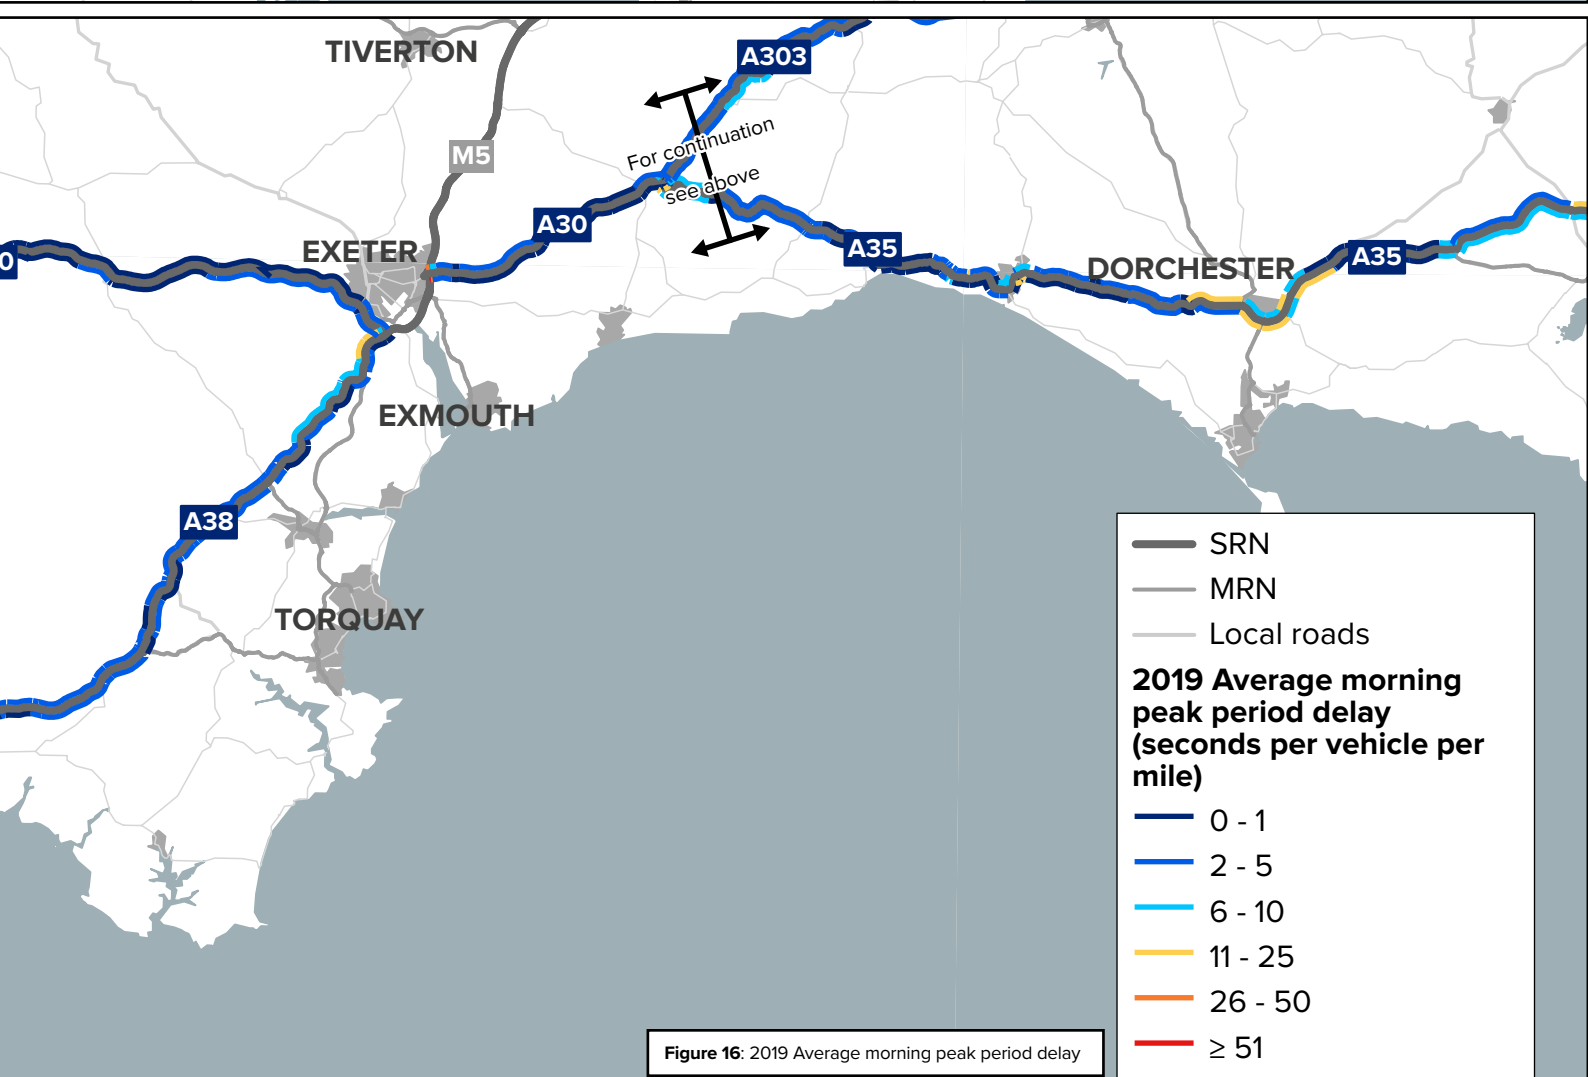 TIVERTON
A303
M5
For continuation
see above
A30
EXETER
A35
DORCHESTER
A35
0
EXMOUTH
A38
TORQUAY
SRN
MRN
Local roads
2019 Average morning
peak period delay
(seconds per vehicle per
mile)
0 - 1
2 - 5
6 - 10
11 - 25
26 - 50
≥ 51
Figure 16: 2019 Average morning peak period delay